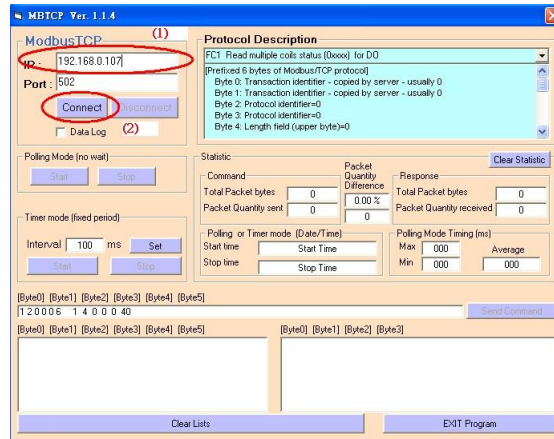 MBTCP Ver. 1.1.4
ModbusTCP
(1)
IP : 192.168.0.107
Port : 502
Connect
Disconnect
Data Log
(2)
Protocol Description
FC1 Read multiple coils status (0xxxx) for DO
[Prefixed 6 bytes of Modbus/TCP protocol]
Byte 0: Transaction identifier - copied by server - usually 0
Byte 1: Transaction identifier - copied by server - usually 0
Byte 2: Protocol identifier=0
Byte 3: Protocol identifier=0
Byte 4: Length field (upper byte)=0
Polling Mode (no wait)
Start Stop
Timer mode (fixed period)
Interval 100 ms Set
Start Stop
Statistic
Clear Statistic
Command
Total Packet bytes 0
Packet Quantity sent 0
Packet Quantity Difference
0.00 %
0
Response
Total Packet bytes 0
Packet Quantity received 0
Polling or Timer mode (Date/Time)
Start time Start Time
Stop time Stop Time
Polling Mode Timing (ms)
Max 000 Average
Min 000 000
[Byte0] [Byte1] [Byte2] [Byte3] [Byte4] [Byte5]
1 2 0 0 0 6 1 4 0 0 0 40
Send Command
[Byte0] [Byte1] [Byte2] [Byte3] [Byte4] [Byte5]
[Byte0] [Byte1] [Byte2] [Byte3]
Clear Lists
EXIT Program